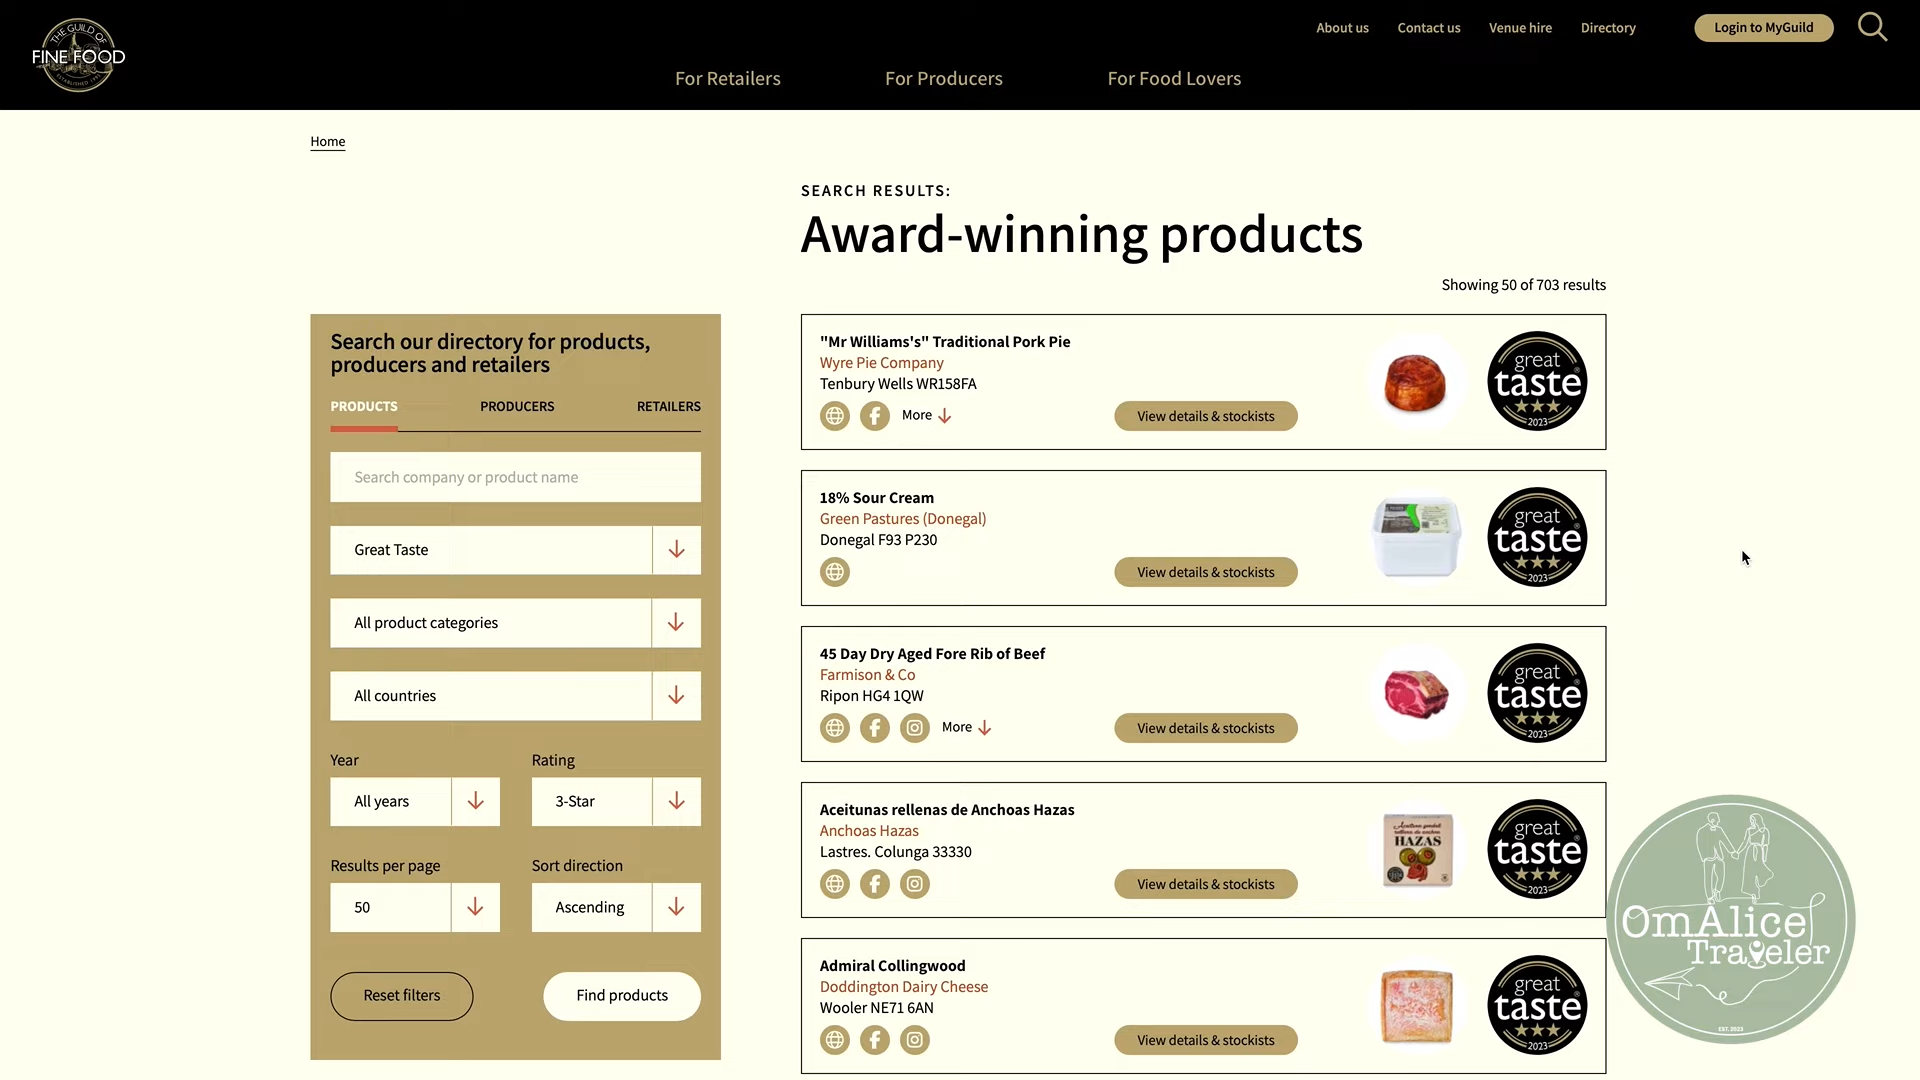 THE GUILD OF
FINE FOOD
About us
Contact us
Venue hire
Directory
Login to MyGuild
For Retailers
For Producers
For Food Lovers
Home
SEARCH RESULTS:
Award-winning products
Showing 50 of 703 results
Search our directory for products,
producers and retailers
PRODUCTS
PRODUCERS
RETAILERS
Search company or product name
Great Taste
All product categories
All countries
Year
Rating
All years
3-Star
Results per page
Sort direction
50
Ascending
Reset filters
Find products
"Mr Williams's" Traditional Pork Pie
Wyre Pie Company
Tenbury Wells WR158FA
More
View details & stockists
great
taste
2023
18% Sour Cream
Green Pastures (Donegal)
Donegal F93 P230
View details & stockists
great
taste
2023
45 Day Dry Aged Fore Rib of Beef
Farmison & Co
Ripon HG4 1QW
More
View details & stockists
great
taste
2023
Aceitunas rellenas de Anchoas Hazas
Anchoas Hazas
Lastres. Colunga 33330
View details & stockists
HAZAS
great
taste
2023
Admiral Collingwood
Doddington Dairy Cheese
Wooler NE71 6AN
View details & stockists
great
taste
2023
OmAlice
Traveler
EST. 2023